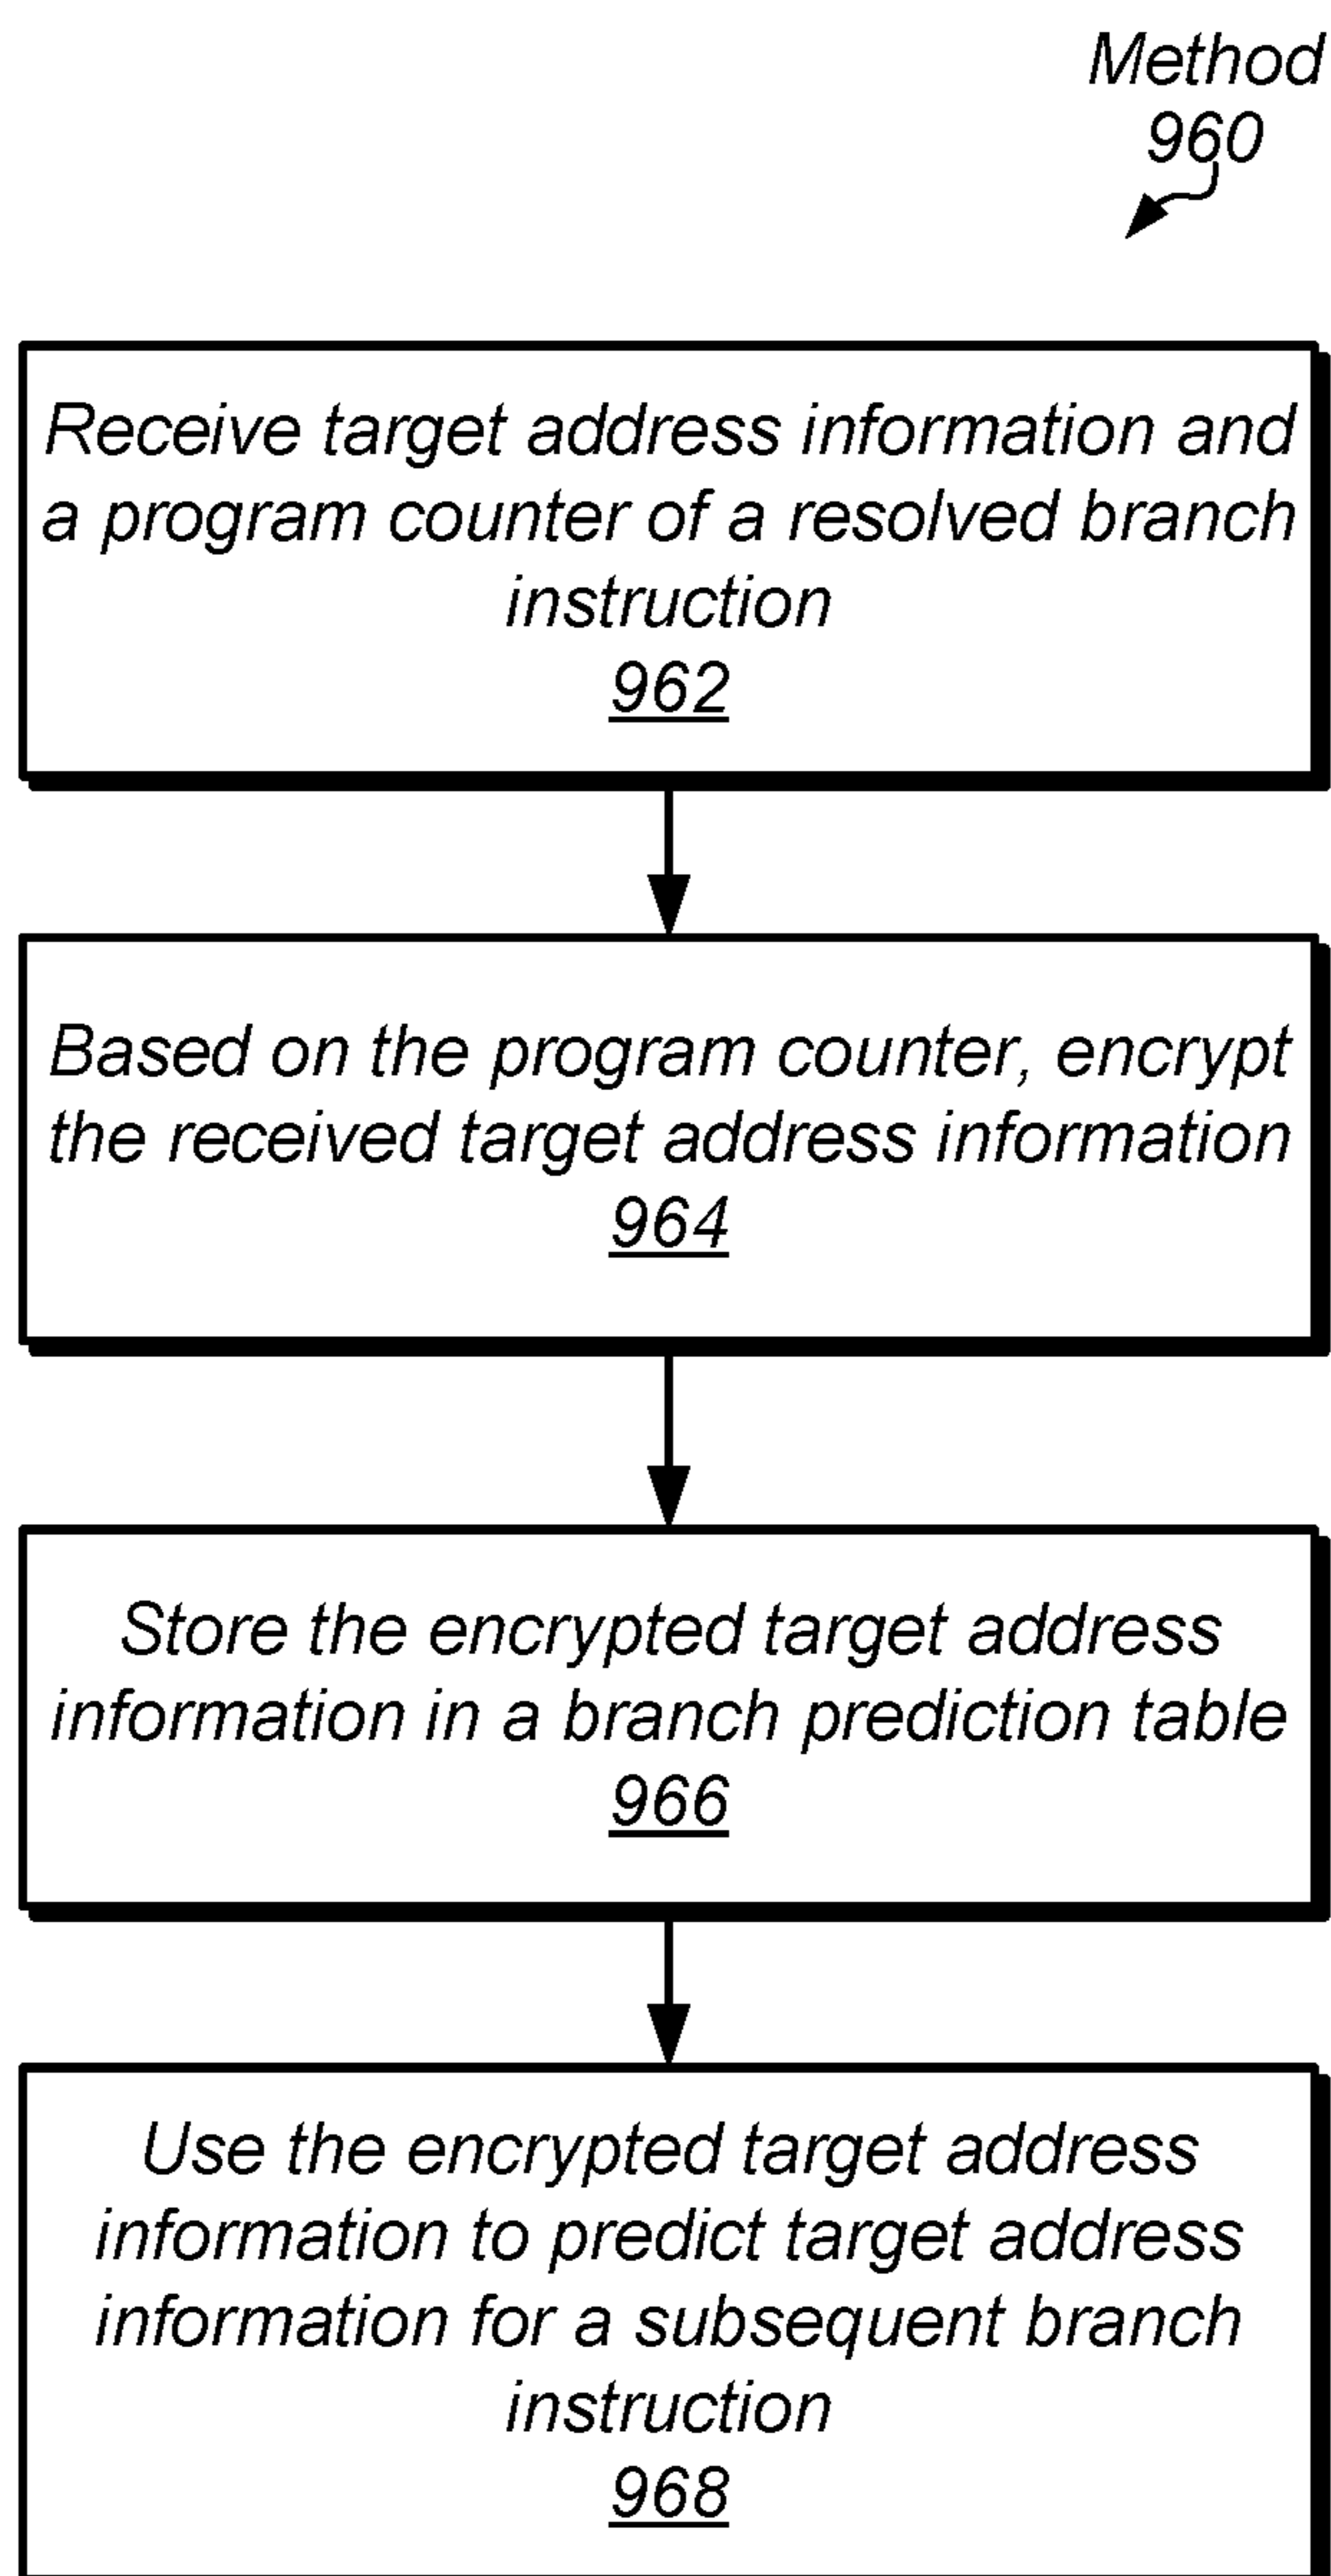 Method
960
Receive target address information and
a program counter of a resolved branch
instruction
962
Based on the program counter, encrypt
the received target address information
964
Store the encrypted target address
information in a branch prediction table
966
Use the encrypted target address
information to predict target address
information for a subsequent branch
instruction
968